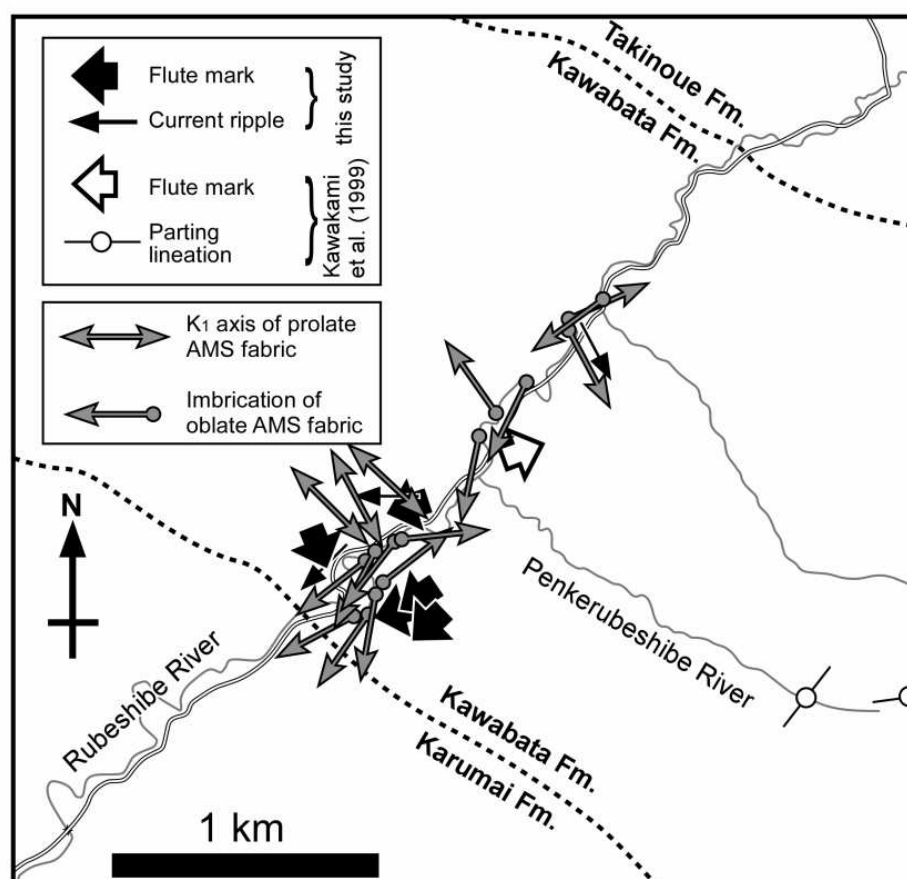 Flute mark
Current ripple
this study
Flute mark
Parting
lineation
Kawakami
et al. (1999)
K1 axis of prolate
AMS fabric
Imbrication of
oblate AMS fabric
Takinoue Fm.
Kawabata Fm.
N
Penkerubeshibe River
Rubeshibe River
Kawabata Fm.
Karumai Fm.
1 km